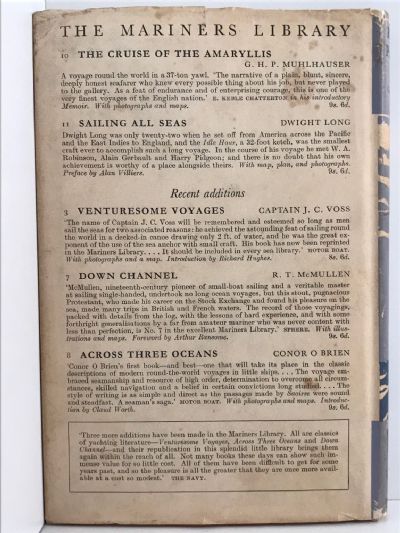 THE MARINERS LIBRARY
10 THE CRUISE OF THE AMARYLLIS
G. H. P. MUHLHAUSER
A voyage round the world in a 37-ton yawl. 'The narrative of a plain, blunt, sincere,
deeply honest seafarer who knew every possible thing about his job, but never played
to the gallery. As a feat of endurance and of enterprising courage, this is one of the
very finest voyages of the English nation.' E. KEBLE CHATTERTON in his introductory
Memoir. With photographs and maps. 9s. 6d.
11 SAILING ALL SEAS DWIGHT LONG
Dwight Long was only twenty-two when he set off from America across the Pacific
and the East Indies to England, and the Idle Hour, a 32-foot ketch, was the smallest
craft ever to accomplish such a long voyage. In the course of his voyage he met W. A.
Robinson, Alain Gerbault and Harry Pidgeon; and there is no doubt that his own
achievement is worthy of a place alongside theirs. With map, plan, and photographs.
Preface by Alan Villiers. 9s. 6d.
Recent additions
3 VENTURESOME VOYAGES CAPTAIN J. C. VOSS
'The name of Captain J. C. Voss will be remembered and esteemed so long as men
sail the seas for two associated reasons: he achieved the astounding feat of sailing round
the world in a decked-in canoe drawing only 2 ft. of water, and he was the great ex-
ponent of the use of the sea anchor with small craft. His book has now been reprinted
in the Mariners Library.... It should be included in every sea library.' MOTOR BOAT.
With photographs and a map. Introduction by Richard Hughes. 8s. 6d.
7 DOWN CHANNEL R. T. McMULLEN
'McMullen, nineteenth-century pioneer of small-boat sailing and a veritable master
at sailing single-handed, undertook no long ocean voyages, but this stout, pugnacious
Protestant, who made his career on the Stock Exchange and found his pleasure on the
sea, made many trips in British and French waters. The record of those voyagings,
packed with details from the log, with the lessons of hard experience, and with some
forthright generalizations by a far from amateur mariner who was never content with
less than perfection, is No. 7 in the excellent Mariners Library.' SPHERE. With illus-
trations and maps. Foreword by Arthur Ransome. 9s. 6d.
8 ACROSS THREE OCEANS CONOR O BRIEN
'Conor O Brien's first book—and best—one that will take its place in the classic
descriptions of modern round-the-world voyages in little ships.... The voyage em-
braced seamanship and resource of high order, determination to overcome all circum-
stances, skilled navigation and a belief in certain convictions long studied.... The
style of writing is as simple and direct as the passages made by Saoirse were sound
and steadfast. A seaman's saga.' MOTOR BOAT. With photographs and maps. Introduc-
tion by Claud Worth. 9s. 6d.
'Three more additions have been made in the Mariners Library. All are classics
of yachting literature—Venturesome Voyages, Across Three Oceans and Down
Channel—and their republication in this splendid little library brings them
again within the reach of all. Not many books these days can show such im-
mense value for so little cost. All of them have been difficult to get for some
years past, and so the pleasure is all the greater that they are once more avail-
able at a cost so modest.' THE NAVY.